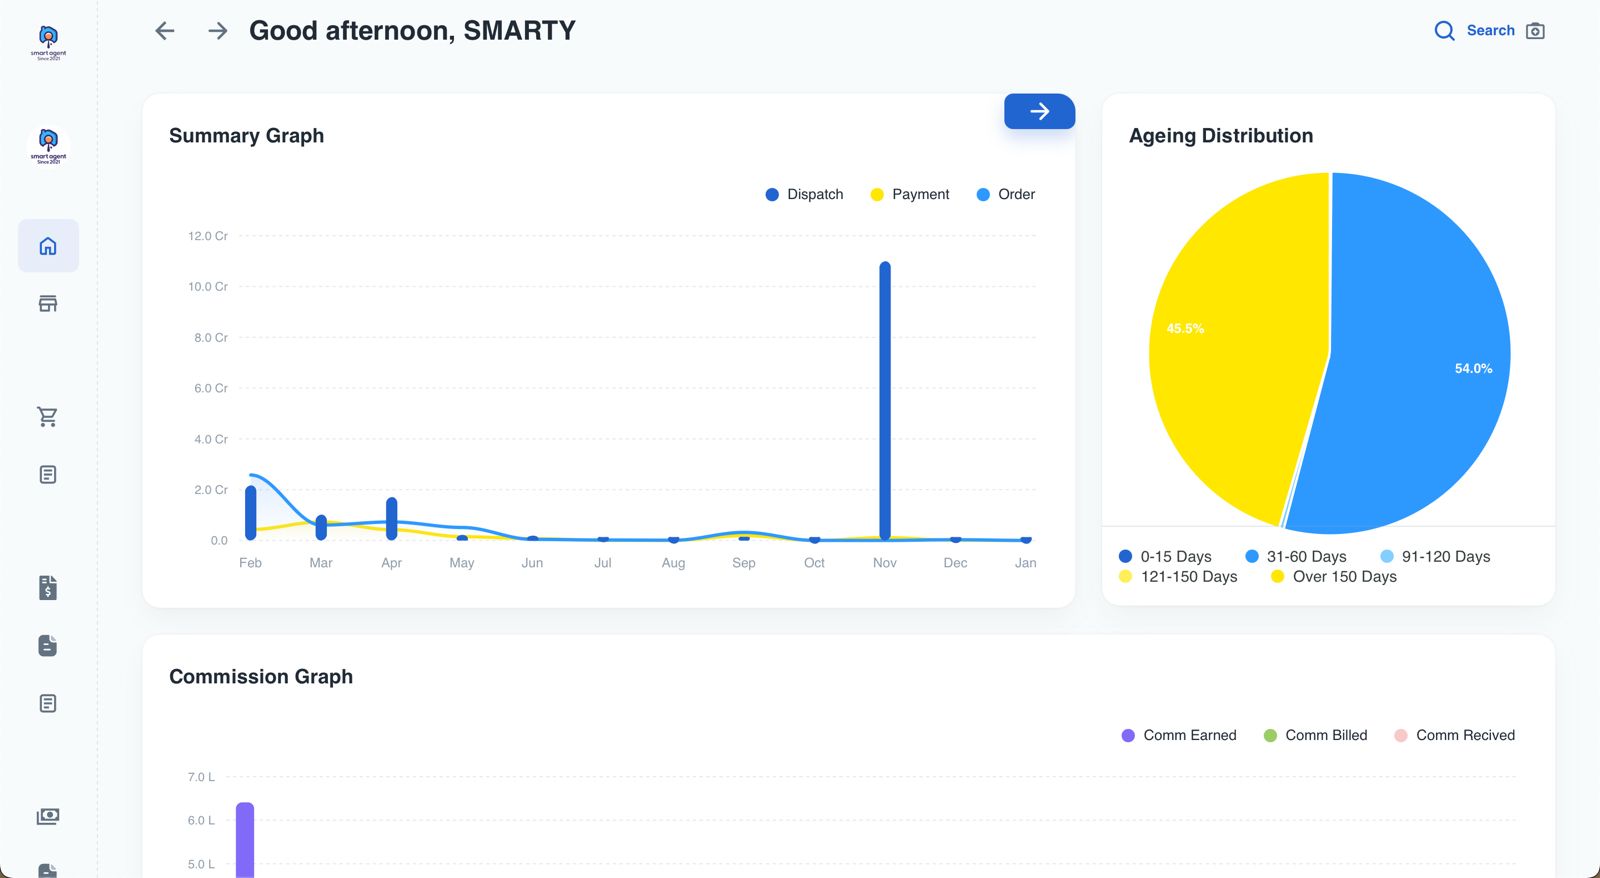 smart agent
Since 2021
Good afternoon, SMARTY
Search
smart agent
Since 2021
Summary Graph
Dispatch Payment Order
12.0 Cr
10.0 Cr
8.0 Cr
6.0 Cr
4.0 Cr
2.0 Cr
0.0
Feb Mar Apr May Jun Jul Aug Sep Oct Nov Dec Jan
Ageing Distribution
45.5%
54.0%
0-15 Days 31-60 Days 91-120 Days
121-150 Days Over 150 Days
$
Commission Graph
Comm Earned Comm Billed Comm Recived
7.0 L
6.0 L
5.0 L